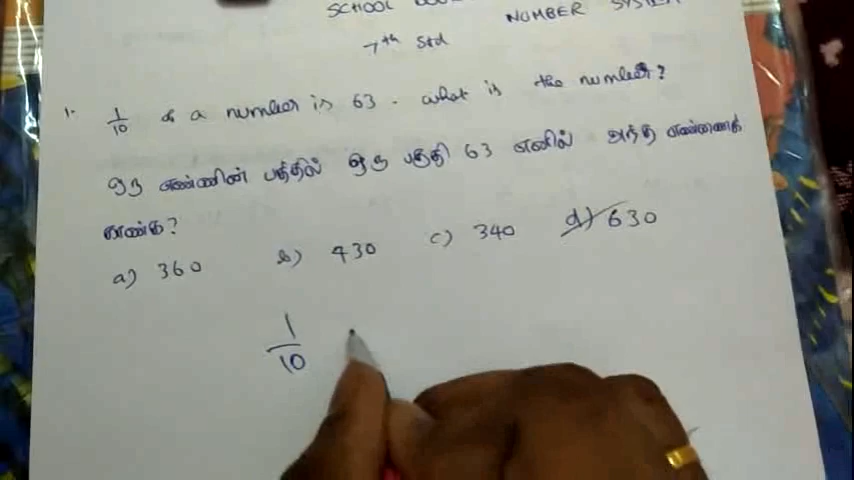 SCHOOL
NUMBER SYSTEM
7th Std
1. 1/10 of a number is 63. what is the number?
ஒரு எண்ணின் பத்தில் ஒரு பகுதி 63 எனில் அந்த எண்ணைக்
காண்க?
a) 360 b) 430 c) 340 d) 630
1/10